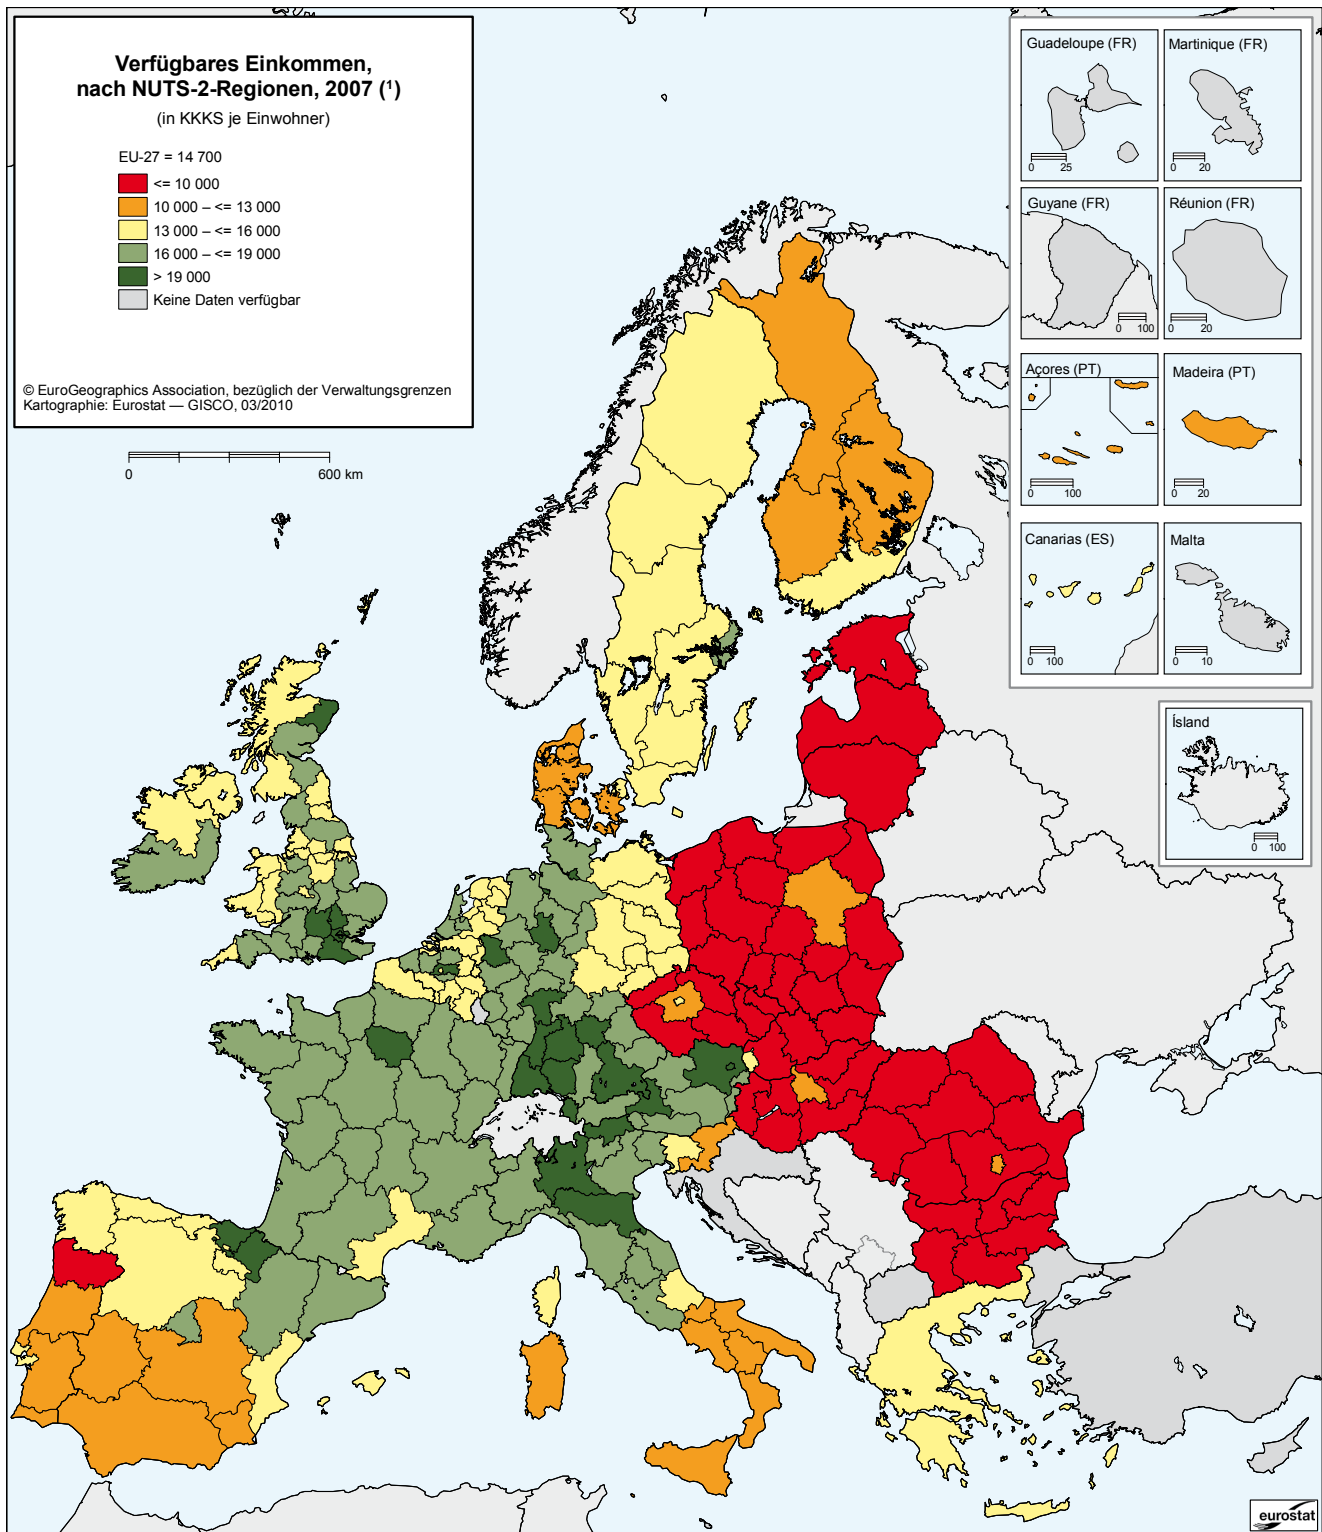 Verfügbares Einkommen,
nach NUTS-2-Regionen, 2007 (¹)
(in KKKS je Einwohner)
EU-27 = 14 700
<= 10 000
10 000 – <= 13 000
13 000 – <= 16 000
16 000 – <= 19 000
> 19 000
Keine Daten verfügbar
© EuroGeographics Association, bezüglich der Verwaltungsgrenzen
Kartographie: Eurostat — GISCO, 03/2010
0 600 km
Guadeloupe (FR)
0 25
Martinique (FR)
0 20
Guyane (FR)
0 100
Réunion (FR)
0 20
Açores (PT)
0 100
Madeira (PT)
0 20
Canarias (ES)
0 100
Malta
0 10
Ísland
0 100
eurostat